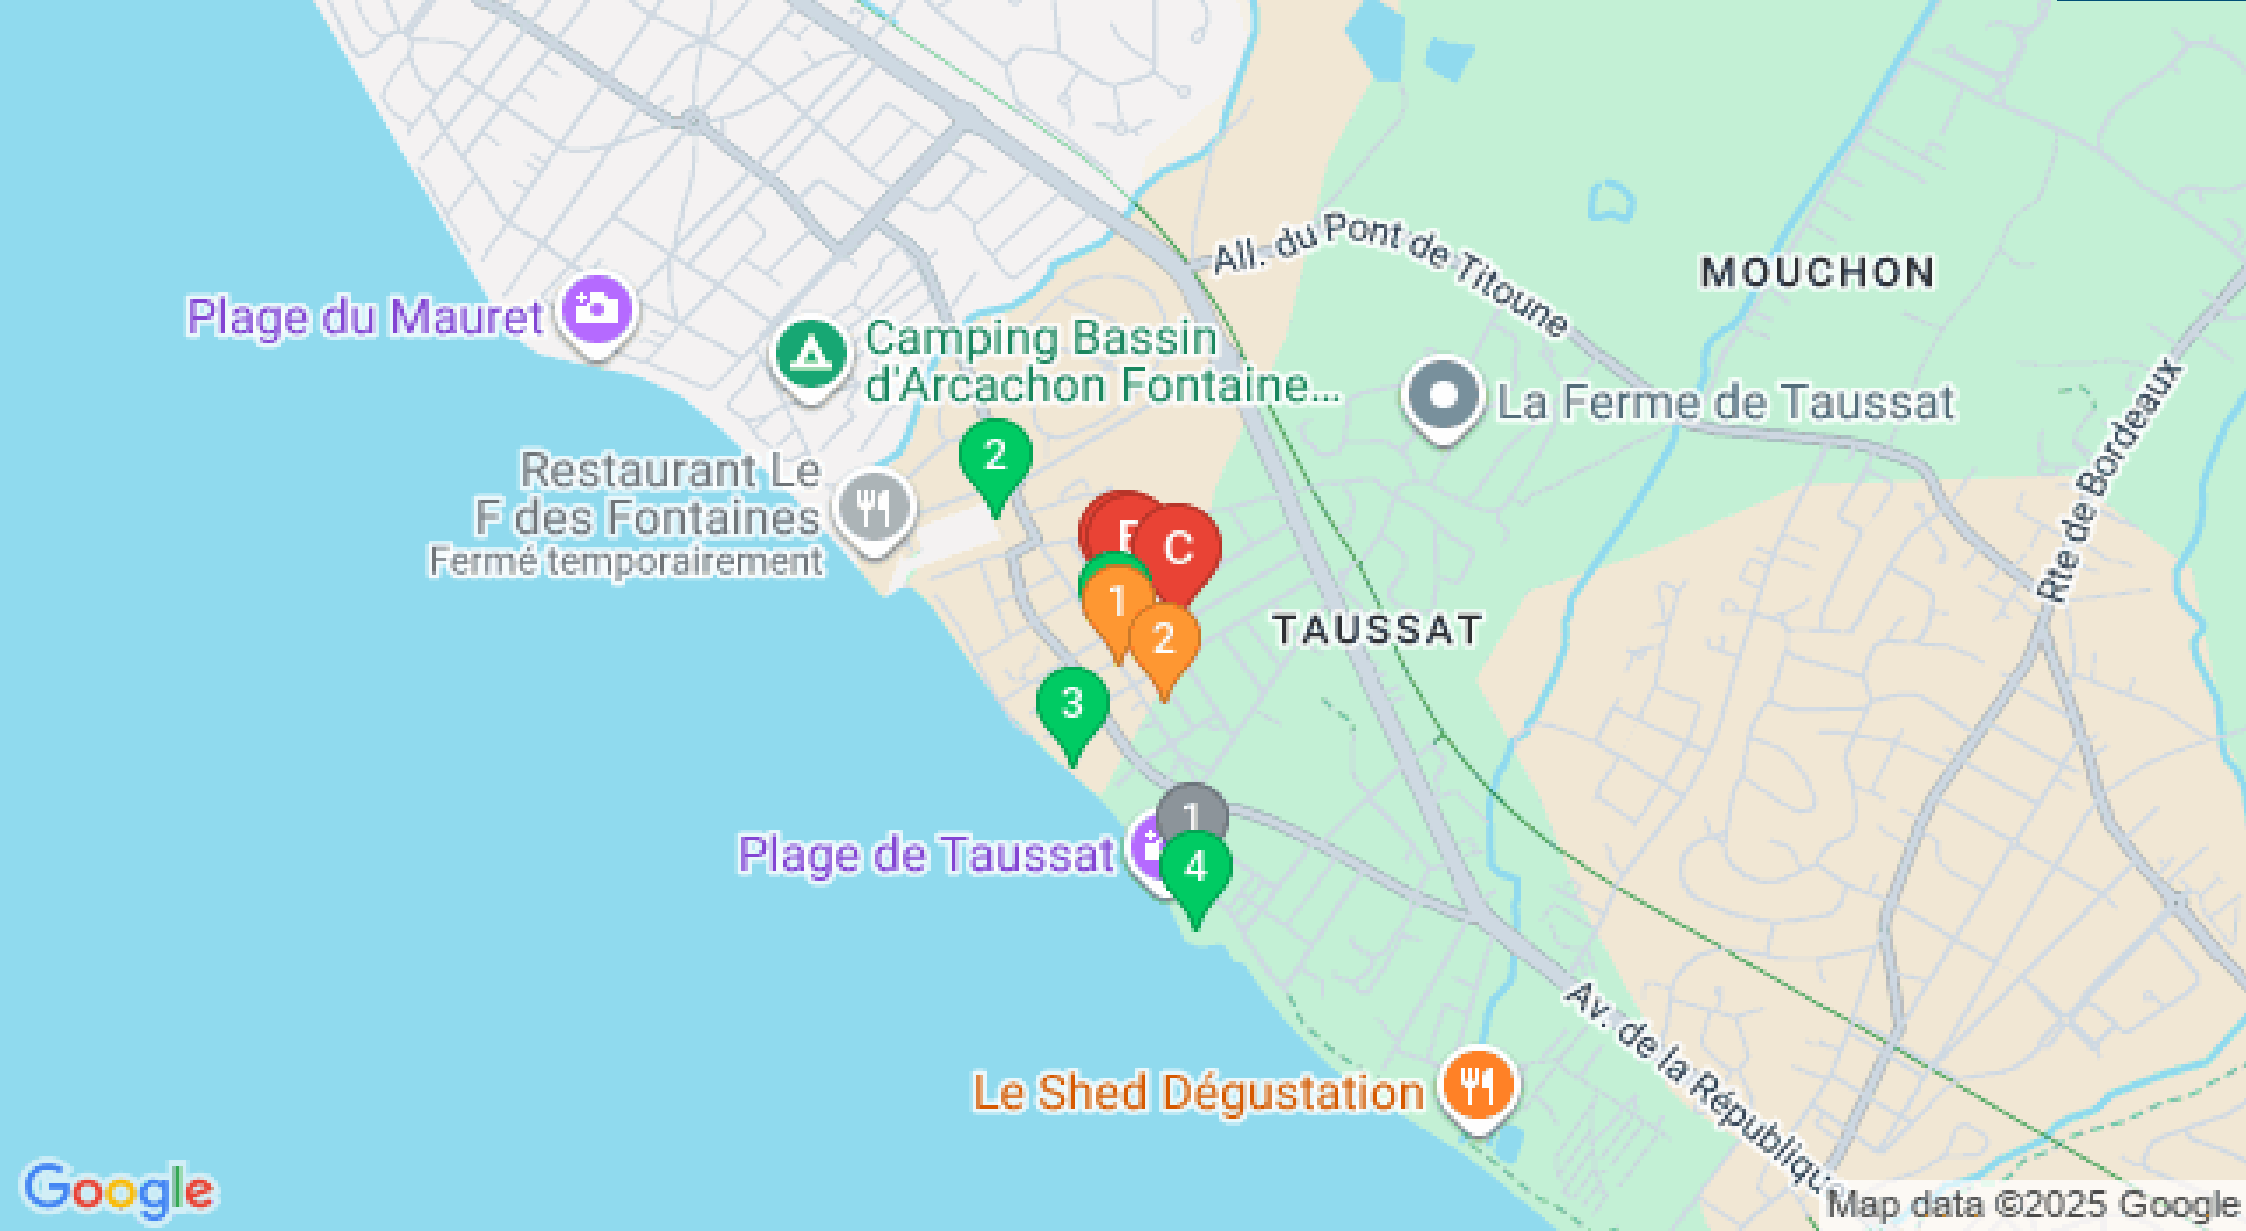 All. du Pont de Titoune
MOUCHON
Plage du Mauret
Camping Bassin
d'Arcachon Fontaine...
La Ferme de Taussat
Rte de Bordeaux
2
Restaurant Le
F des Fontaines
Fermé temporairement
C
1
2
TAUSSAT
3
1
Plage de Taussat
4
Av. de la République
Le Shed Dégustation
Google
Map data ©2025 Google